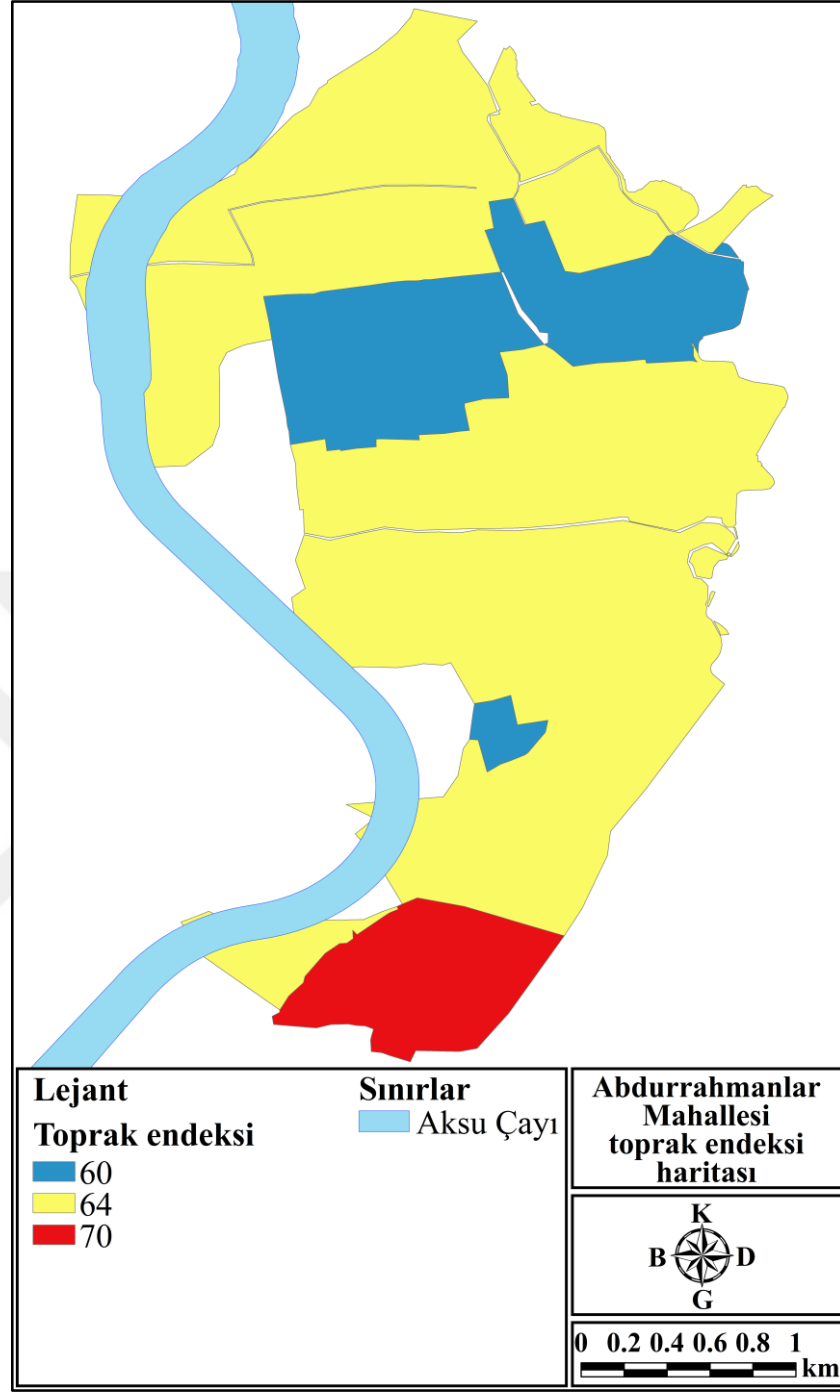 Lejant
Toprak endeksi
60
64
70
Sınırlar
Aksu Çayı
Abdurrahmanlar
Mahallesi
toprak endeksi
haritası
K
B D
G
0 0.2 0.4 0.6 0.8 1
km